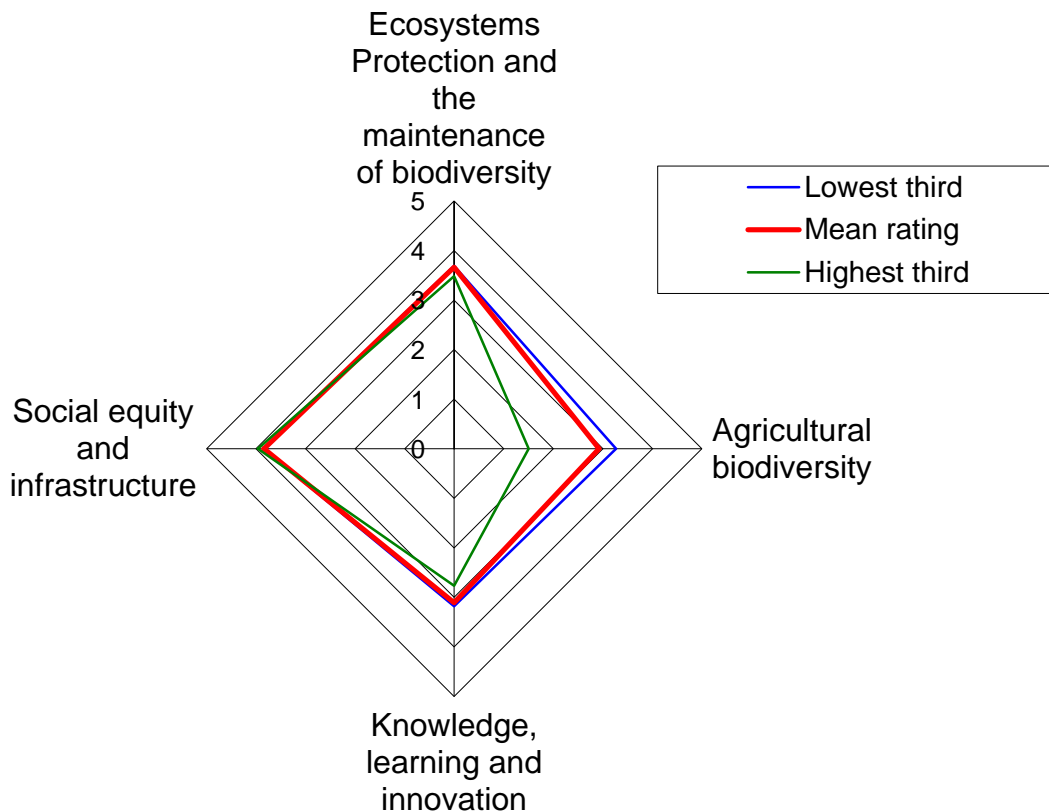 Ecosystems
Protection and
the
maintenance
of biodiversity
Lowest third
Mean rating
Highest third
5
4
3
2
1
0
Social equity
and
infrastructure
Agricultural
biodiversity
Knowledge,
learning and
innovation